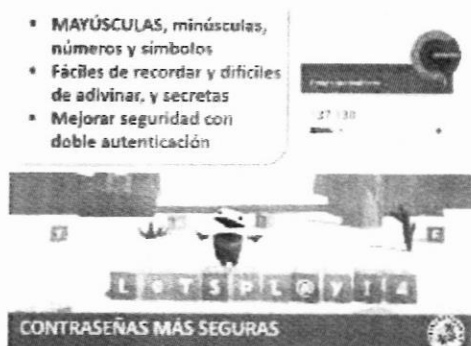 ▪ MAYÚSCULAS, minúsculas,
números y símbolos
▪ Fáciles de recordar y difíciles
de adivinar, y secretas
▪ Mejorar seguridad con
doble autenticación
L@TSPL@Y14
CONTRASEÑAS MÁS SEGURAS